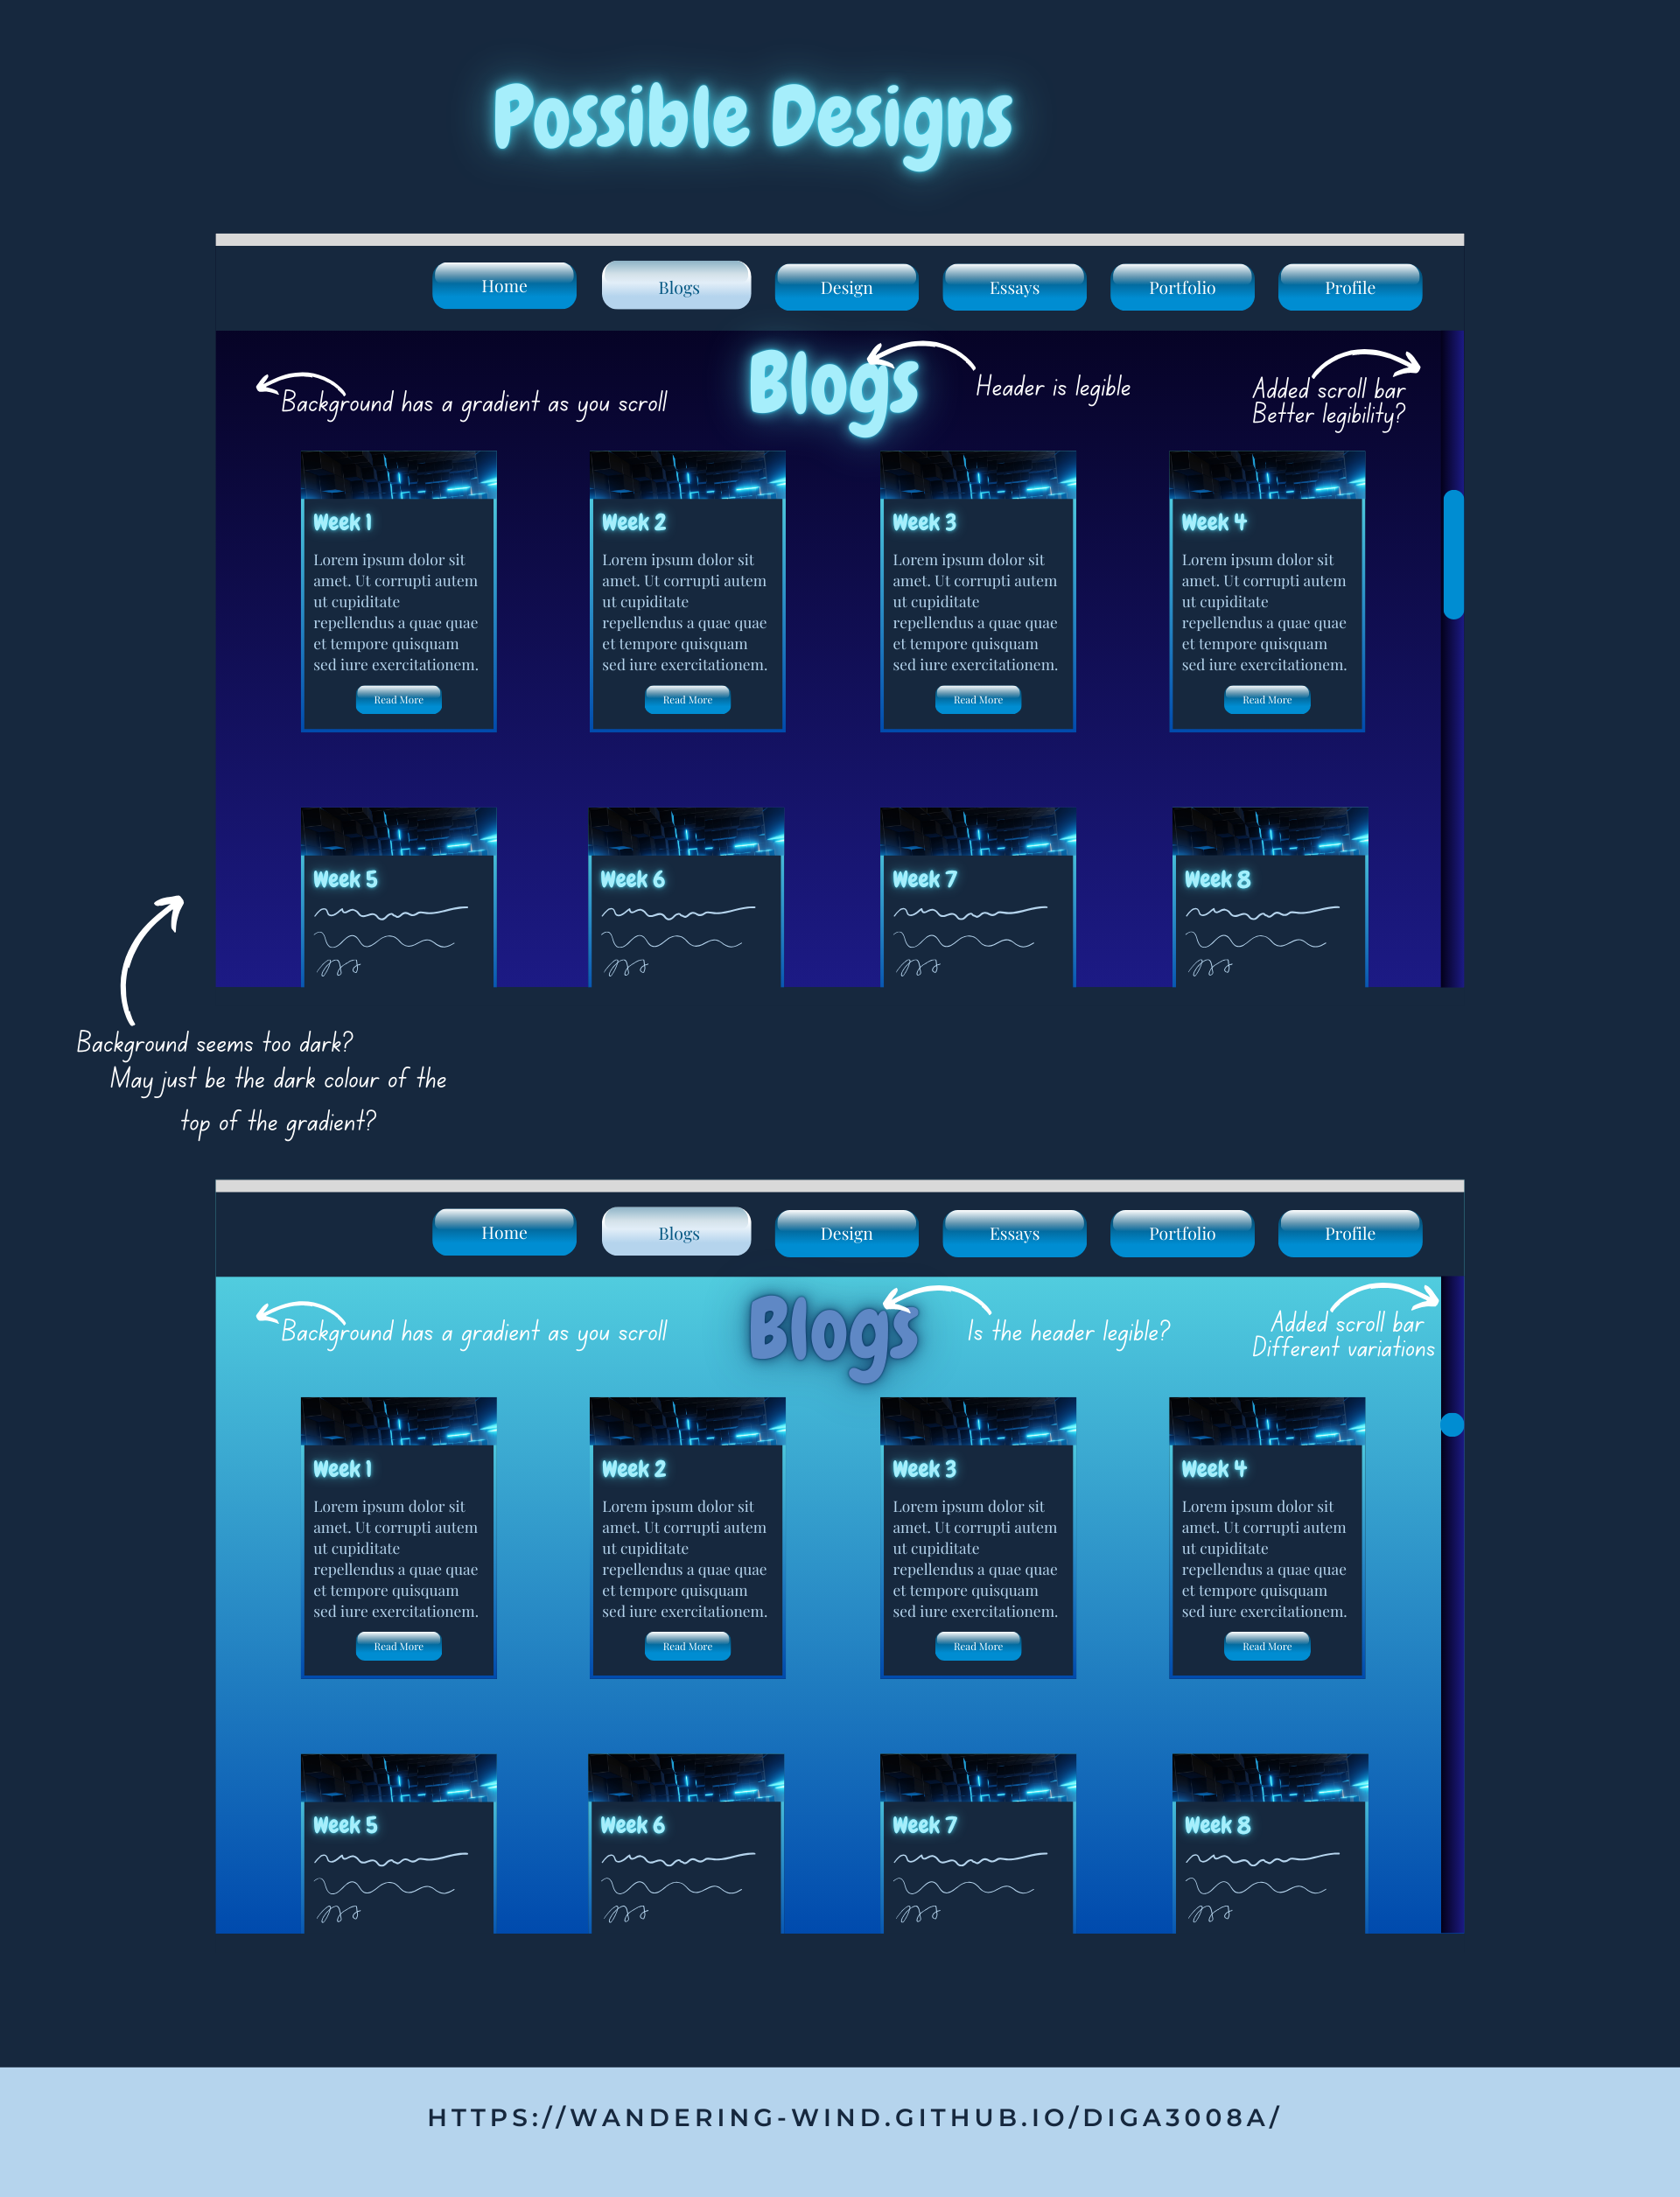 Possible Designs
Home Blogs Design Essays Portfolio Profile
Blogs
Background has a gradient as you scroll
Header is legible
Added scroll bar
Better legibility?
Week 1
Lorem ipsum dolor sit
amet. Ut corrupti autem
ut cupiditate
repellendus a quae quae
et tempore quisquam
sed iure exercitationem.
Read More
Week 2
Lorem ipsum dolor sit
amet. Ut corrupti autem
ut cupiditate
repellendus a quae quae
et tempore quisquam
sed iure exercitationem.
Read More
Week 3
Lorem ipsum dolor sit
amet. Ut corrupti autem
ut cupiditate
repellendus a quae quae
et tempore quisquam
sed iure exercitationem.
Read More
Week 4
Lorem ipsum dolor sit
amet. Ut corrupti autem
ut cupiditate
repellendus a quae quae
et tempore quisquam
sed iure exercitationem.
Read More
Week 5
Week 6
Week 7
Week 8
Background seems too dark?
May just be the dark colour of the
top of the gradient?
Home Blogs Design Essays Portfolio Profile
Blogs
Background has a gradient as you scroll
Is the header legible?
Added scroll bar
Different variations
Week 1
Lorem ipsum dolor sit
amet. Ut corrupti autem
ut cupiditate
repellendus a quae quae
et tempore quisquam
sed iure exercitationem.
Read More
Week 2
Lorem ipsum dolor sit
amet. Ut corrupti autem
ut cupiditate
repellendus a quae quae
et tempore quisquam
sed iure exercitationem.
Read More
Week 3
Lorem ipsum dolor sit
amet. Ut corrupti autem
ut cupiditate
repellendus a quae quae
et tempore quisquam
sed iure exercitationem.
Read More
Week 4
Lorem ipsum dolor sit
amet. Ut corrupti autem
ut cupiditate
repellendus a quae quae
et tempore quisquam
sed iure exercitationem.
Read More
Week 5
Week 6
Week 7
Week 8
HTTPS://WANDERING-WIND.GITHUB.IO/DIGA3008A/